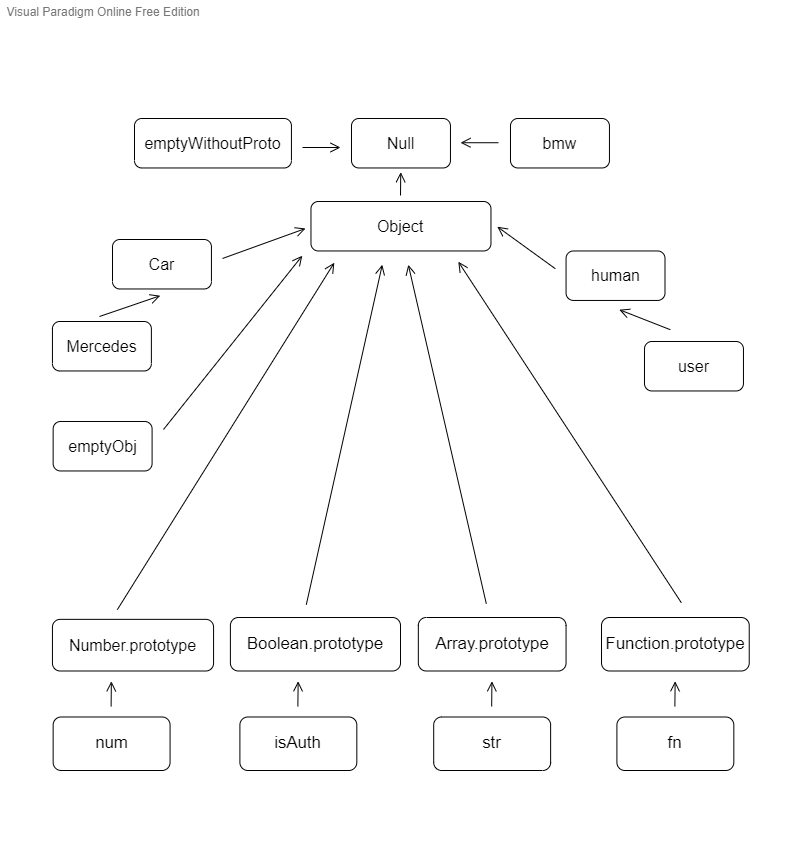 Visual Paradigm Online Free Edition
emptyWithoutProto
Null
bmw
Object
Car
human
Mercedes
user
emptyObj
Number.prototype
Boolean.prototype
Array.prototype
Function.prototype
num
isAuth
str
fn